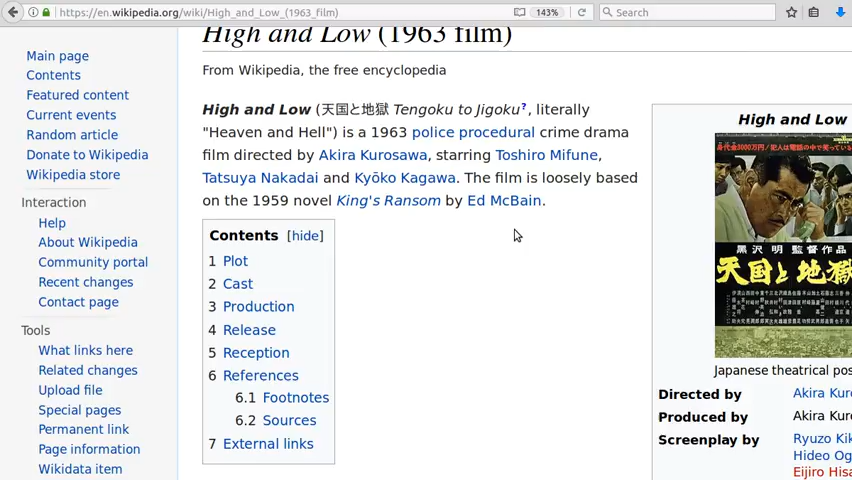 https://en.wikipedia.org/wiki/High_and_Low_(1963_film)
143%
Search
High and Low (1963 film)
From Wikipedia, the free encyclopedia
Main page
Contents
Featured content
Current events
Random article
Donate to Wikipedia
Wikipedia store
Interaction
Help
About Wikipedia
Community portal
Recent changes
Contact page
Tools
What links here
Related changes
Upload file
Special pages
Permanent link
Page information
Wikidata item
High and Low (天国と地獄 Tengoku to Jigoku?, literally
"Heaven and Hell") is a 1963 police procedural crime drama
film directed by Akira Kurosawa, starring Toshiro Mifune,
Tatsuya Nakadai and Kyōko Kagawa. The film is loosely based
on the 1959 novel King's Ransom by Ed McBain.
Contents [hide]
1 Plot
2 Cast
3 Production
4 Release
5 Reception
6 References
6.1 Footnotes
6.2 Sources
7 External links
High and Low
黒沢明監督作品
天国と地獄
Japanese theatrical pos
Directed by Akira Kur
Produced by Akira Kur
Screenplay by Ryuzo Kik
Hideo Og
Eijiro Hisa